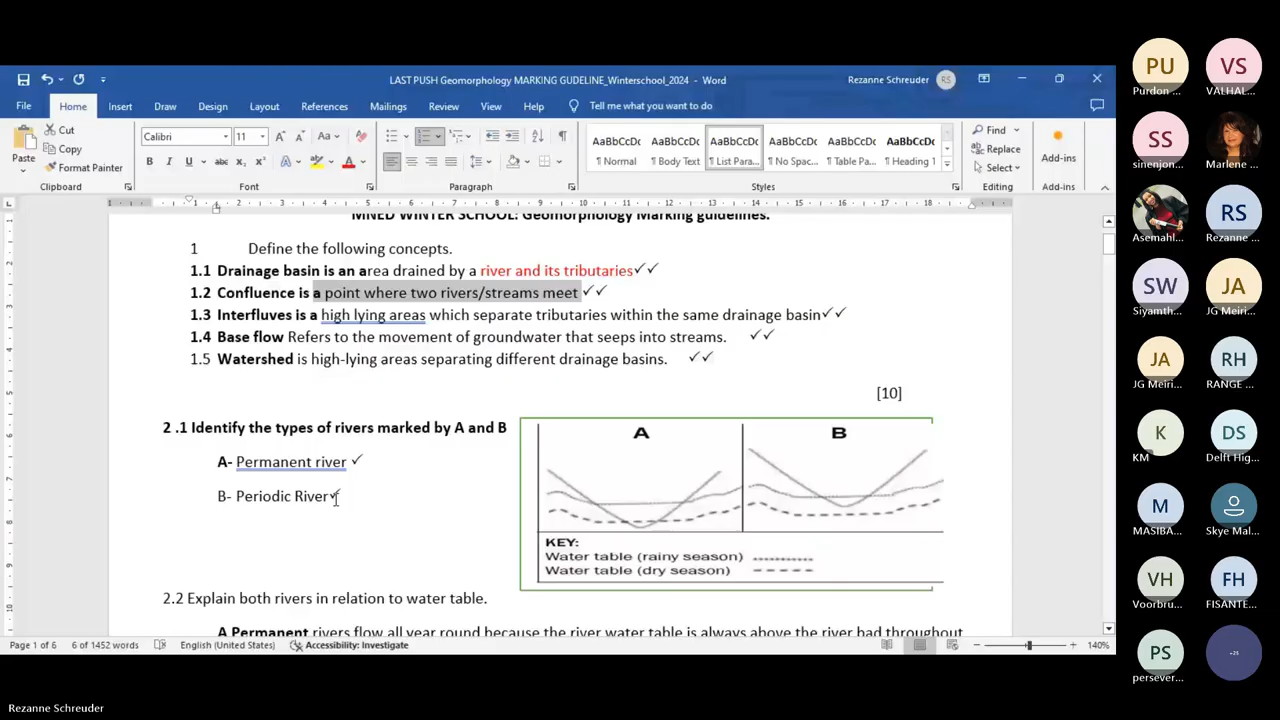 LAST PUSH Geomorphology MARKING GUDELINE_Winterschool_2024 - Word
Rezanne Schreuder RS
File Home Insert Draw Design Layout References Mailings Review View Help Tell me what you want to do
Paste
Cut
Copy
Format Painter
Calibri 11
AaBbCcDc AaBbCcDc AaBbCcDc AaBbCcDc AaBbCcDc AaBbCcDc
¶ Normal ¶ Body Text ¶ List Para... ¶ No Spac... ¶ Table Pa... ¶ Heading 1
Find
Replace
Select
Add-ins
Clipboard Font Paragraph Styles Editing Add-ins
MNED WINTER SCHOOL: Geomorphology Marking guidelines.
1 Define the following concepts.
1.1 Drainage basin is an area drained by a river and its tributaries✓✓
1.2 Confluence is a point where two rivers/streams meet ✓✓
1.3 Interfluves is a high lying areas which separate tributaries within the same drainage basin✓✓
1.4 Base flow Refers to the movement of groundwater that seeps into streams. ✓✓
1.5 Watershed is high-lying areas separating different drainage basins. ✓✓
[10]
2 .1 Identify the types of rivers marked by A and B
A- Permanent river ✓
B- Periodic River✓
A B
KEY:
Water table (rainy season)
Water table (dry season)
2.2 Explain both rivers in relation to water table.
A Permanent rivers flow all year round because the river water table is always above the river bad throughout
Page 1 of 6 6 of 1452 words English (United States) Accessibility: Investigate 140%
PU VS
Purdon ... VALHAL...
SS
sinenjon... Marlene ...
RS
Asemahl... Rezanne ...
SW JA
Siyamth... JG Meiri...
JA RH
JG Meiri... RANGE ...
K DS
KM Delft Hig...
M
MASIBA... Skye Mal...
VH FH
Voorbru... FISANTE...
PS +25
persever...
Rezanne Schreuder